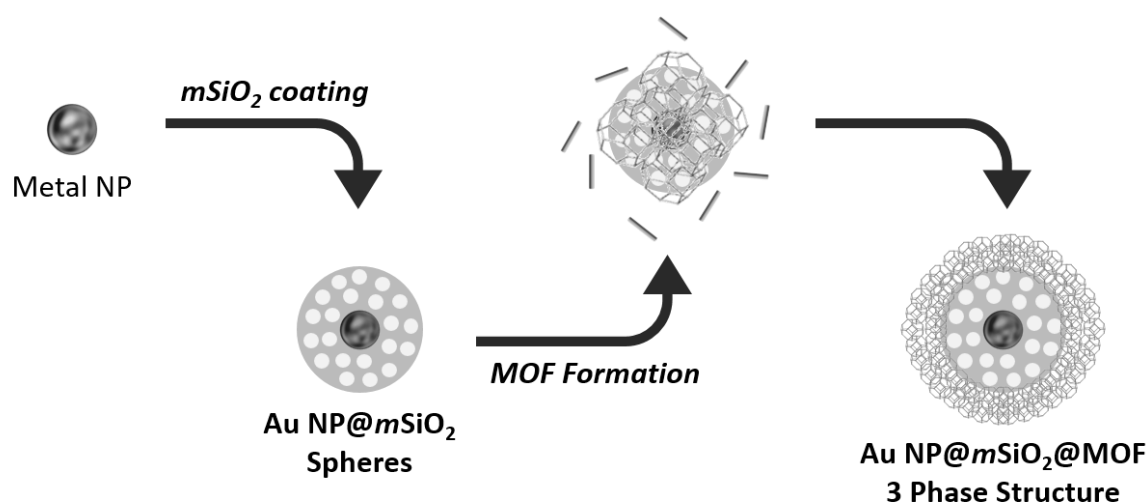 mSiO₂ coating
Metal NP
MOF Formation
Au NP@mSiO₂
Spheres
Au NP@mSiO₂@MOF
3 Phase Structure